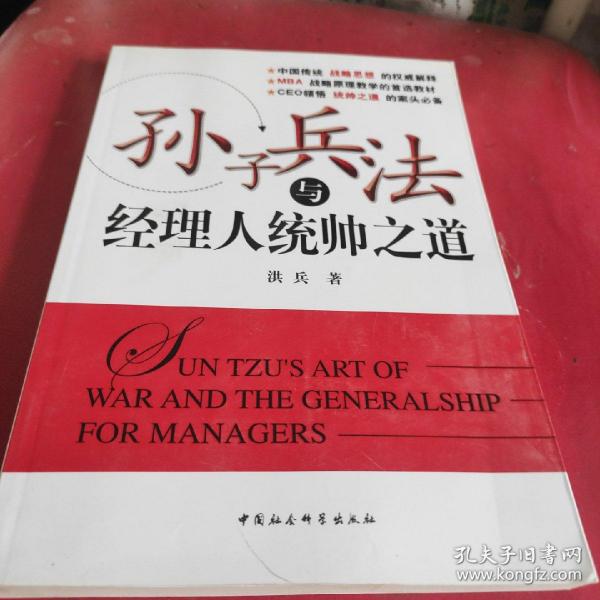 ★中国传统 战略思想 的权威解释
★MBA 战略原理教学的首选教材
★CEO领悟 统帅之道 的案头必备
孙子兵法
与
经理人统帅之道
洪兵 著
SUN TZU'S ART OF
WAR AND THE GENERALSHIP
FOR MANAGERS
中国社会科学出版社
孔夫子旧书网
www.kongfz.com